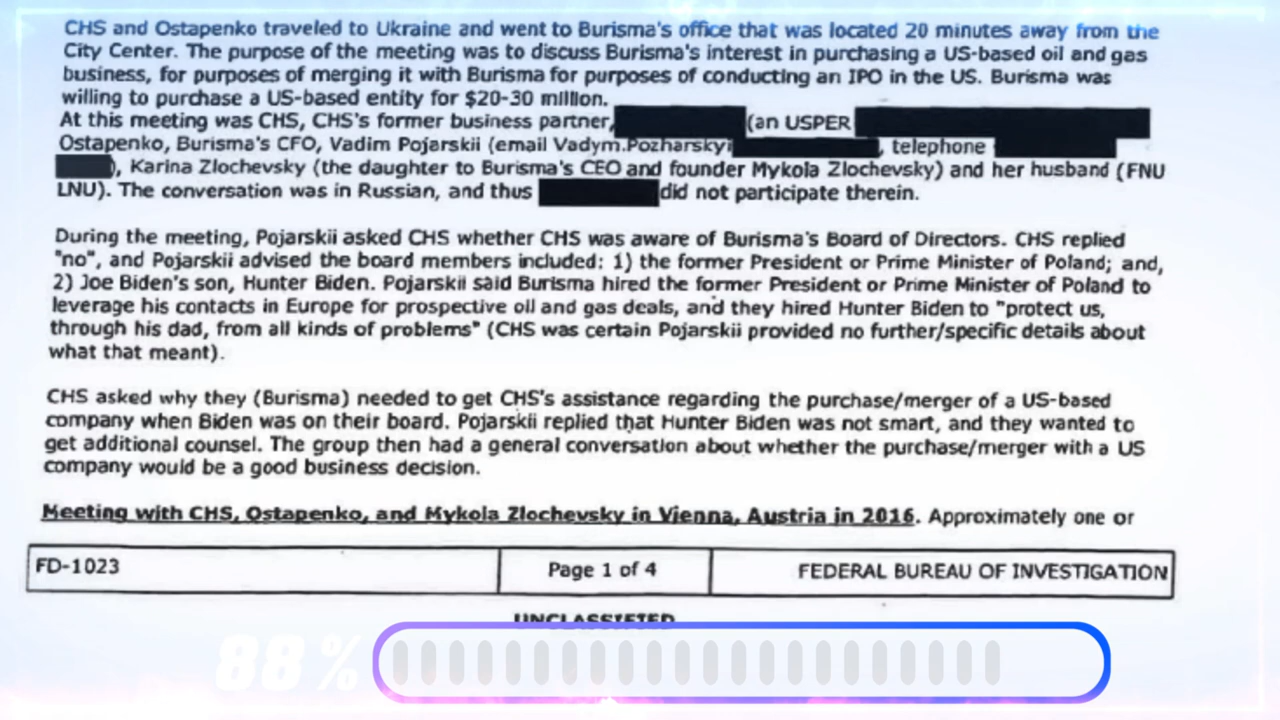 CHS and Ostapenko traveled to Ukraine and went to Burisma's office that was located 20 minutes away from the
City Center. The purpose of the meeting was to discuss Burisma's interest in purchasing a US-based oil and gas
business, for purposes of merging it with Burisma for purposes of conducting an IPO in the US. Burisma was
willing to purchase a US-based entity for $20-30 million.
At this meeting was CHS, CHS's former business partner, (an USPER
Ostapenko, Burisma's CFO, Vadim Pojarskii (email Vadym.Pozharskyi , telephone
), Karina Zlochevsky (the daughter to Burisma's CEO and founder Mykola Zlochevsky) and her husband (FNU
LNU). The conversation was in Russian, and thus did not participate therein.
During the meeting, Pojarskii asked CHS whether CHS was aware of Burisma's Board of Directors. CHS replied
"no", and Pojarskii advised the board members included: 1) the former President or Prime Minister of Poland; and,
2) Joe Biden's son, Hunter Biden. Pojarskii said Burisma hired the former President or Prime Minister of Poland to
leverage his contacts in Europe for prospective oil and gas deals, and they hired Hunter Biden to "protect us,
through his dad, from all kinds of problems" (CHS was certain Pojarskii provided no further/specific details about
what that meant).
CHS asked why they (Burisma) needed to get CHS's assistance regarding the purchase/merger of a US-based
company when Biden was on their board. Pojarskii replied that Hunter Biden was not smart, and they wanted to
get additional counsel. The group then had a general conversation about whether the purchase/merger with a US
company would be a good business decision.
Meeting with CHS, Ostapenko, and Mykola Zlochevsky in Vienna, Austria in 2016. Approximately one or
FD-1023 Page 1 of 4 FEDERAL BUREAU OF INVESTIGATION
UNCLASSIFIED
88%